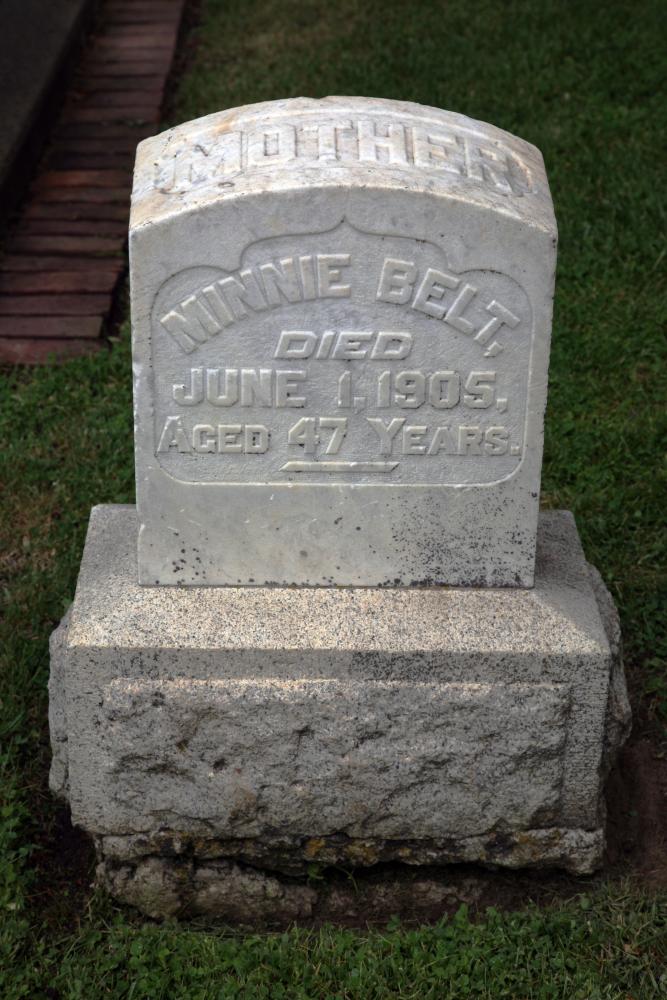 MOTHER
MINNIE BELT,
DIED
JUNE 1, 1905,
AGED 47 YEARS.